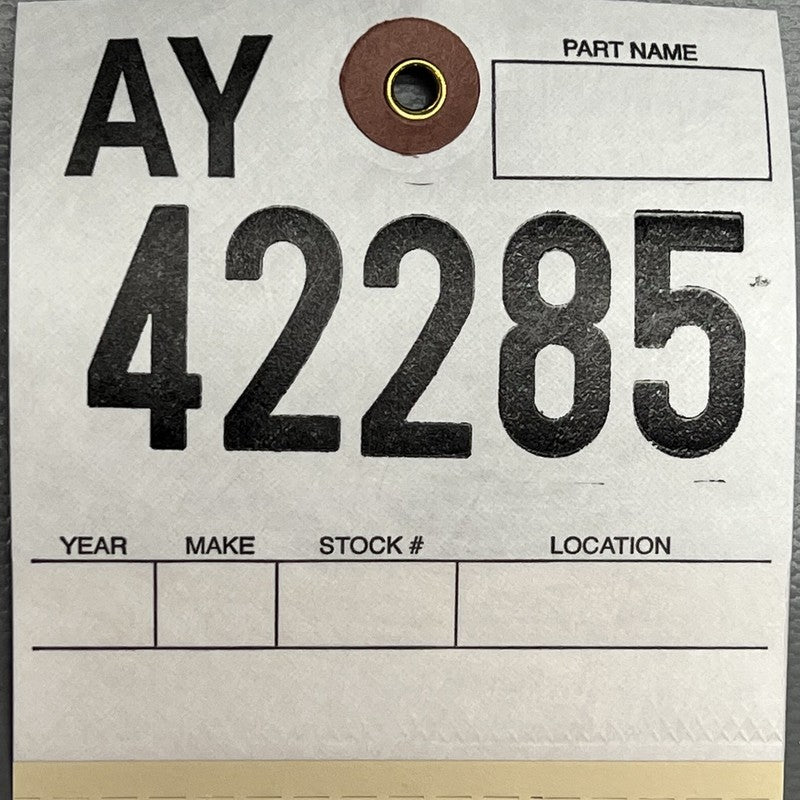 AY
PART NAME
42285
YEAR MAKE STOCK # LOCATION